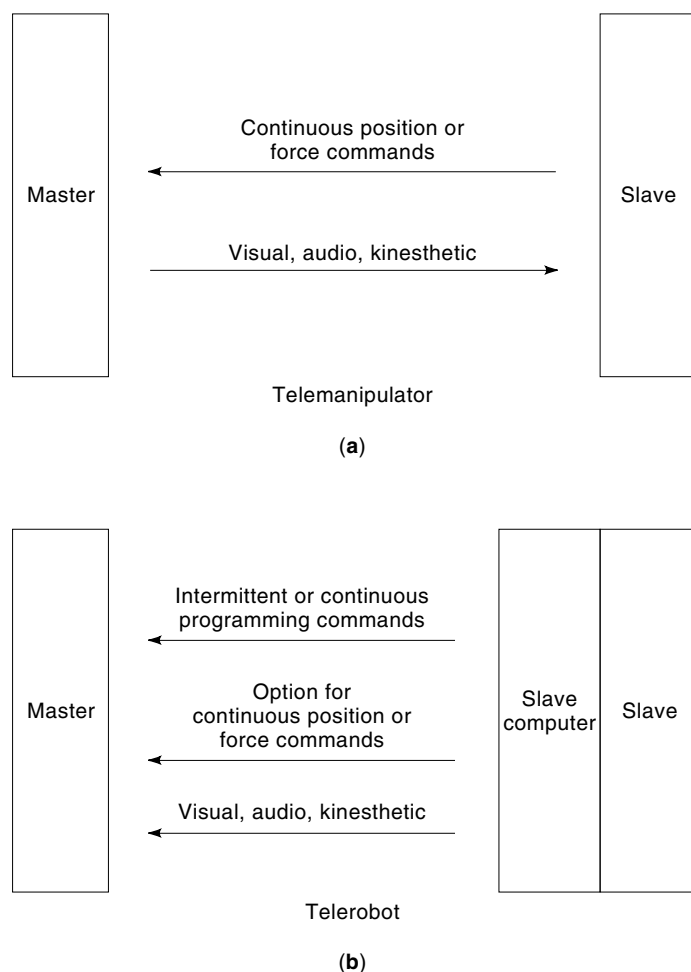 Continuous position or
force commands
Master
Slave
Visual, audio, kinesthetic
Telemanipulator
(a)
Intermittent or continuous
programming commands
Option for
continuous position or
force commands
Master
Slave
computer
Slave
Visual, audio, kinesthetic
Telerobot
(b)